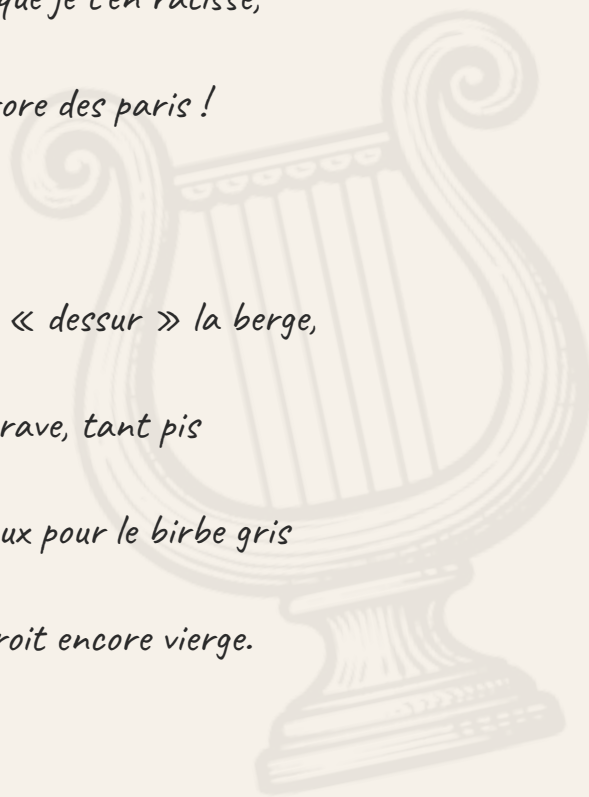 que je t'en ratisse,
core des paris !
« dessur » la berge,
rave, tant pis
ux pour le birbe gris
roit encore vierge.